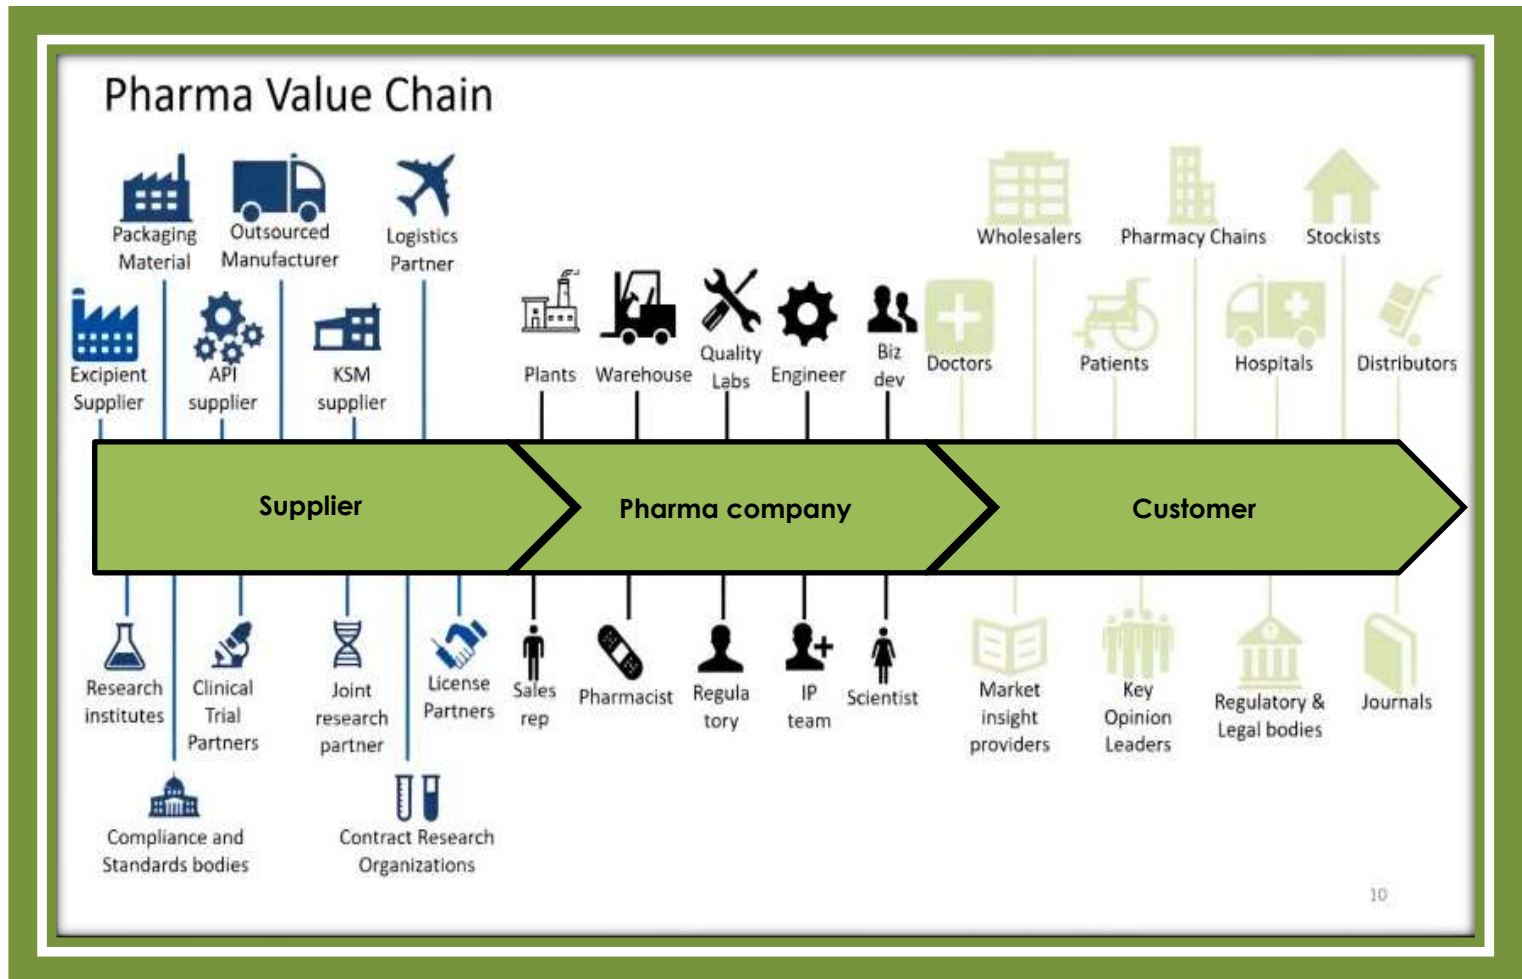 Pharma Value Chain
Packaging
Material
Outsourced
Manufacturer
Logistics
Partner
Wholesalers
Pharmacy Chains
Stockists
Excipient
Supplier
API
supplier
KSM
supplier
Plants
Warehouse
Quality
Labs
Engineer
Biz
dev
Doctors
Patients
Hospitals
Distributors
Supplier
Pharma company
Customer
Research
institutes
Clinical
Trial
Partners
Joint
research
partner
License
Partners
Sales
rep
Pharmacist
Regula
tory
IP
team
Scientist
Market
insight
providers
Key
Opinion
Leaders
Regulatory &
Legal bodies
Journals
Compliance and
Standards bodies
Contract Research
Organizations
10